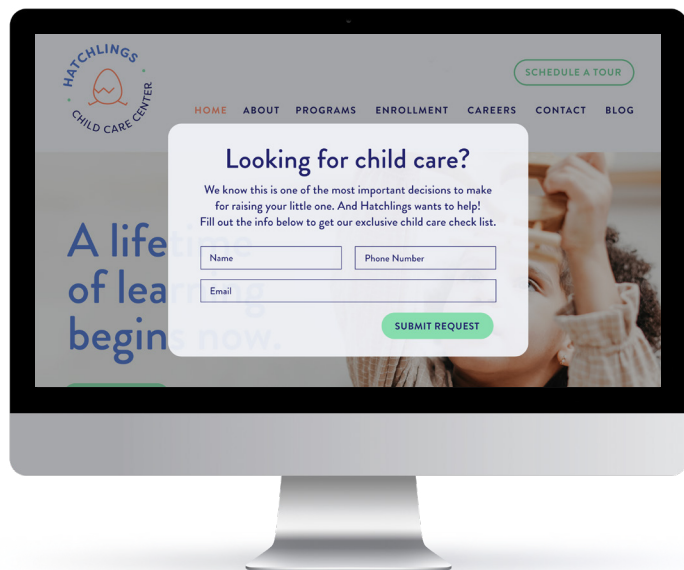 HATCHLINGS
CHILD CARE CENTER
SCHEDULE A TOUR
HOME ABOUT PROGRAMS ENROLLMENT CAREERS CONTACT BLOG
Looking for child care?
We know this is one of the most important decisions to make
for raising your little one. And Hatchlings wants to help!
Fill out the info below to get our exclusive child care check list.
Name Phone Number
Email
SUBMIT REQUEST
A lifetime
of learning
begins now.